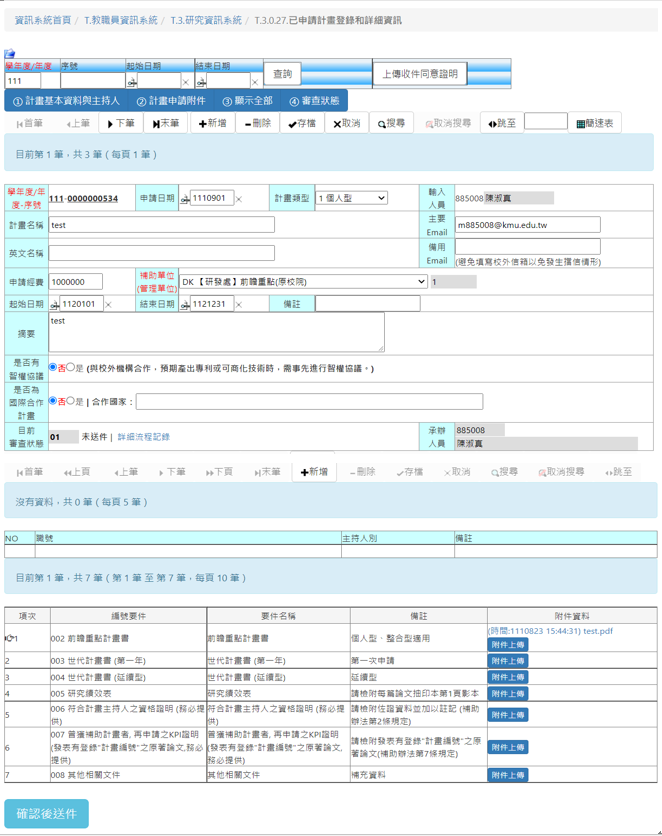 資訊系統首頁 / T.教職員資訊系統 / T.3.研究資訊系統 / T.3.0.27.已申請計畫登錄和詳細資訊
學年度/年度 序號 起始日期 結束日期
111 查詢 上傳收件同意證明
① 計畫基本資料與主持人 ② 計畫申請附件 ③ 顯示全部 ④ 審查狀態
首筆 上筆 下筆 末筆 新增 刪除 存檔 取消 搜尋 取消搜尋 跳至 簡速表
目前第 1 筆，共 3 筆 ( 每頁 1 筆 )
學年度/年度-序號 111-0000000534 申請日期 1110901 計畫類型 1 個人型 輸入人員 885008 陳淑真
計畫名稱 test 主要Email m885008@kmu.edu.tw
英文名稱 備用Email (避免填寫校外信箱以免發生擋信情形)
申請經費 1000000 補助單位(管理單位) DK 【研發處】前瞻重點(原校院) 1
起始日期 1120101 結束日期 1121231 備註
摘要 test
是否有智權協議 否 是 (與校外機構合作，預期產出專利或可商化技術時，需事先進行智權協議。)
是否為國際合作計畫 否 是 | 合作國家：
目前審查狀態 01 未送件 | 詳細流程記錄 承辦人員 885008 陳淑真
首筆 上頁 上筆 下筆 下頁 末筆 新增 刪除 存檔 取消 搜尋 取消搜尋 跳至
沒有資料，共 0 筆 ( 每頁 5 筆 )
NO 職號 主持人別 備註
目前第 1 筆，共 7 筆 ( 第 1 筆 至 第 7 筆，每頁 10 筆 )
項次 編號要件 要件名稱 備註 附件資料
1 002 前瞻重點計畫書 前瞻重點計畫書 個人型、整合型適用 (時間:1110823 15:44:31) test.pdf 附件上傳
2 003 世代計畫書 (第一年) 世代計畫書 (第一年) 第一次申請 附件上傳
3 004 世代計畫書 (延續型) 世代計畫書 (延續型) 延續型 附件上傳
4 005 研究績效表 研究績效表 請檢附每篇論文抽印本第1頁影本 附件上傳
5 006 符合計畫主持人之資格證明 (務必提供) 符合計畫主持人之資格證明 (務必提供) 請檢附佐證資料並加以註記 (補助辦法第2條規定) 附件上傳
6 007 曾獲補助計畫者, 再申請之KPI證明 (發表有登錄"計畫編號"之原著論文,務必提供) 曾獲補助計畫者, 再申請之KPI證明 (發表有登錄"計畫編號"之原著論文,務必提供) 請檢附發表有登錄"計畫編號"之原著論文(補助辦法第7條規定) 附件上傳
7 008 其他相關文件 其他相關文件 補充資料 附件上傳
確認後送件